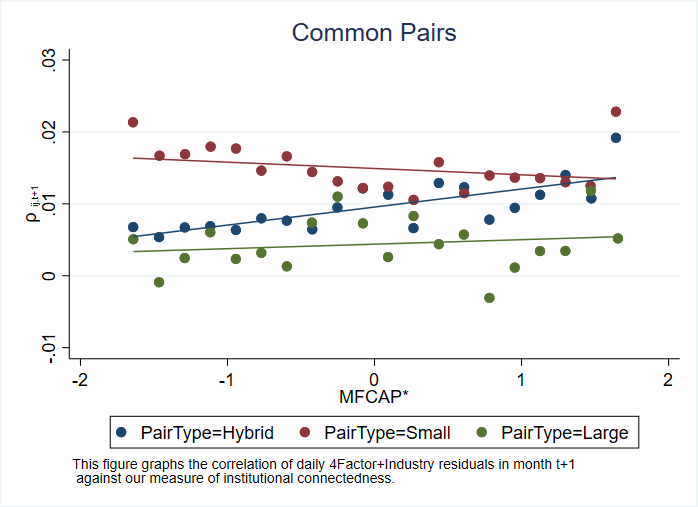 Common Pairs
.03
.02
.01
0
-.01
ρ ij,t+1
-2 -1 0 1 2
MFCAP*
PairType=Hybrid PairType=Small PairType=Large
This figure graphs the correlation of daily 4Factor+Industry residuals in month t+1
against our measure of institutional connectedness.